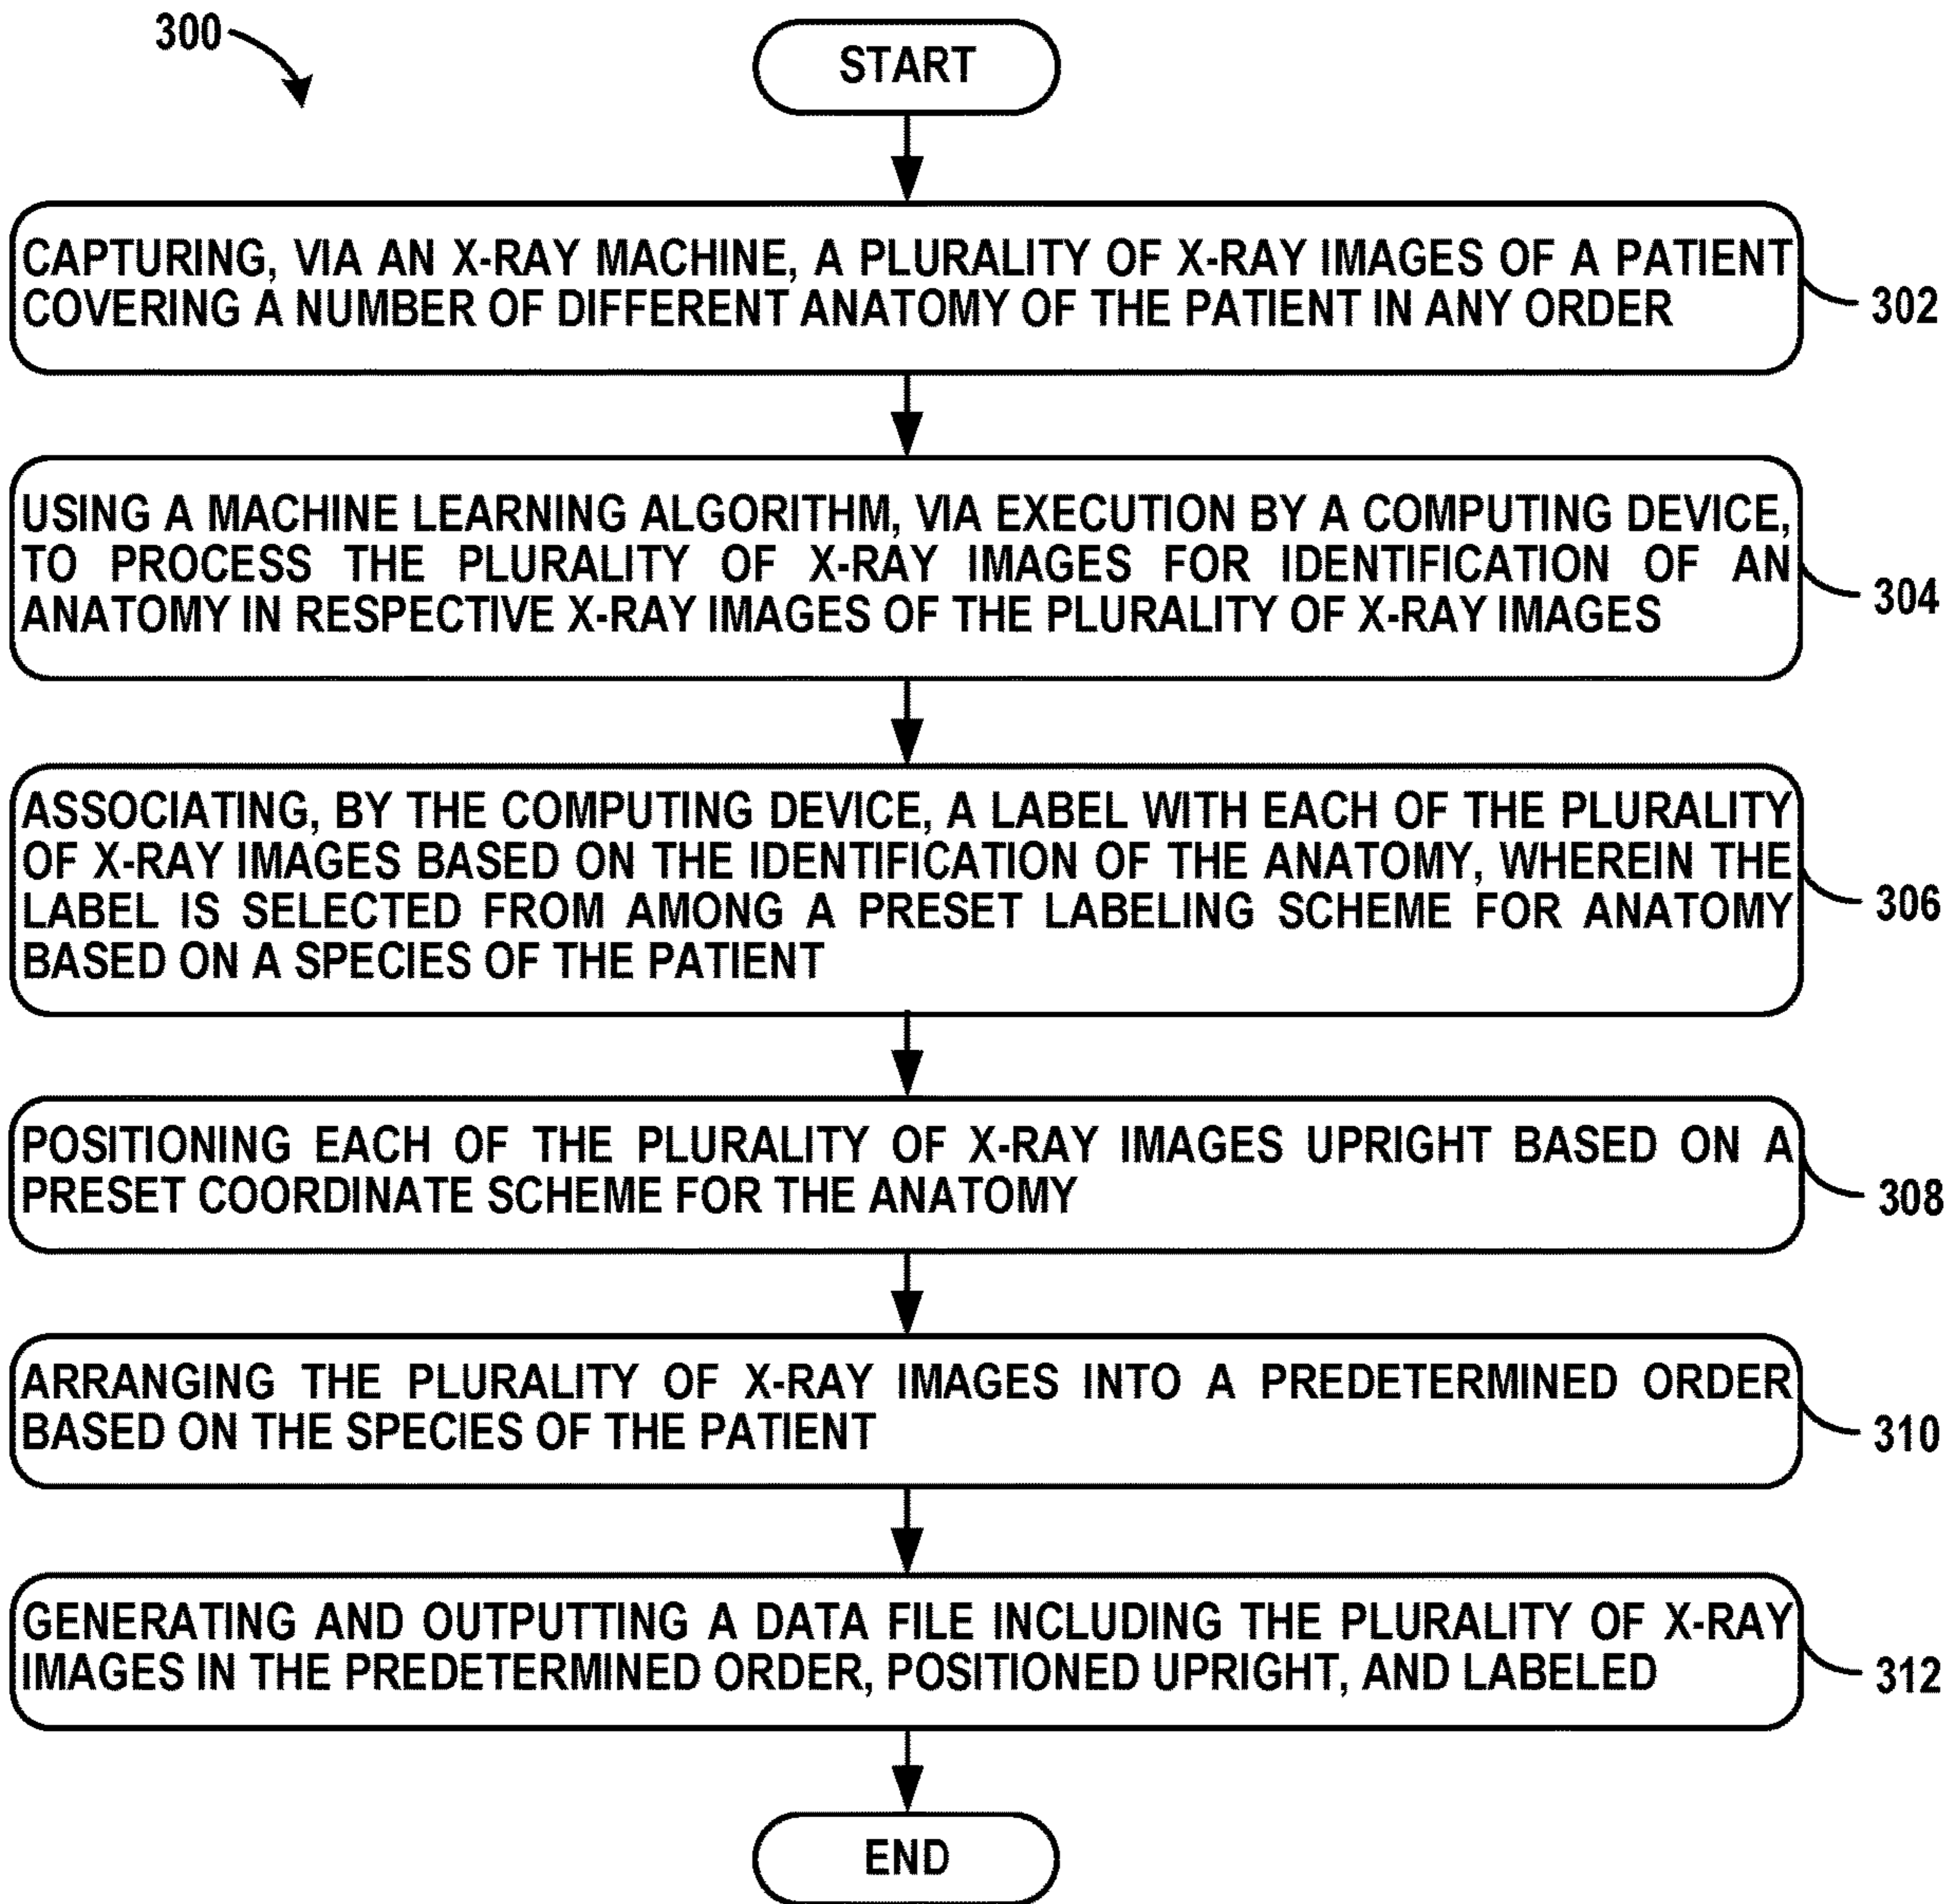 300
START
CAPTURING, VIA AN X-RAY MACHINE, A PLURALITY OF X-RAY IMAGES OF A PATIENT
COVERING A NUMBER OF DIFFERENT ANATOMY OF THE PATIENT IN ANY ORDER
302
USING A MACHINE LEARNING ALGORITHM, VIA EXECUTION BY A COMPUTING DEVICE,
TO PROCESS THE PLURALITY OF X-RAY IMAGES FOR IDENTIFICATION OF AN
ANATOMY IN RESPECTIVE X-RAY IMAGES OF THE PLURALITY OF X-RAY IMAGES
304
ASSOCIATING, BY THE COMPUTING DEVICE, A LABEL WITH EACH OF THE PLURALITY
OF X-RAY IMAGES BASED ON THE IDENTIFICATION OF THE ANATOMY, WHEREIN THE
LABEL IS SELECTED FROM AMONG A PRESET LABELING SCHEME FOR ANATOMY
BASED ON A SPECIES OF THE PATIENT
306
POSITIONING EACH OF THE PLURALITY OF X-RAY IMAGES UPRIGHT BASED ON A
PRESET COORDINATE SCHEME FOR THE ANATOMY
308
ARRANGING THE PLURALITY OF X-RAY IMAGES INTO A PREDETERMINED ORDER
BASED ON THE SPECIES OF THE PATIENT
310
GENERATING AND OUTPUTTING A DATA FILE INCLUDING THE PLURALITY OF X-RAY
IMAGES IN THE PREDETERMINED ORDER, POSITIONED UPRIGHT, AND LABELED
312
END